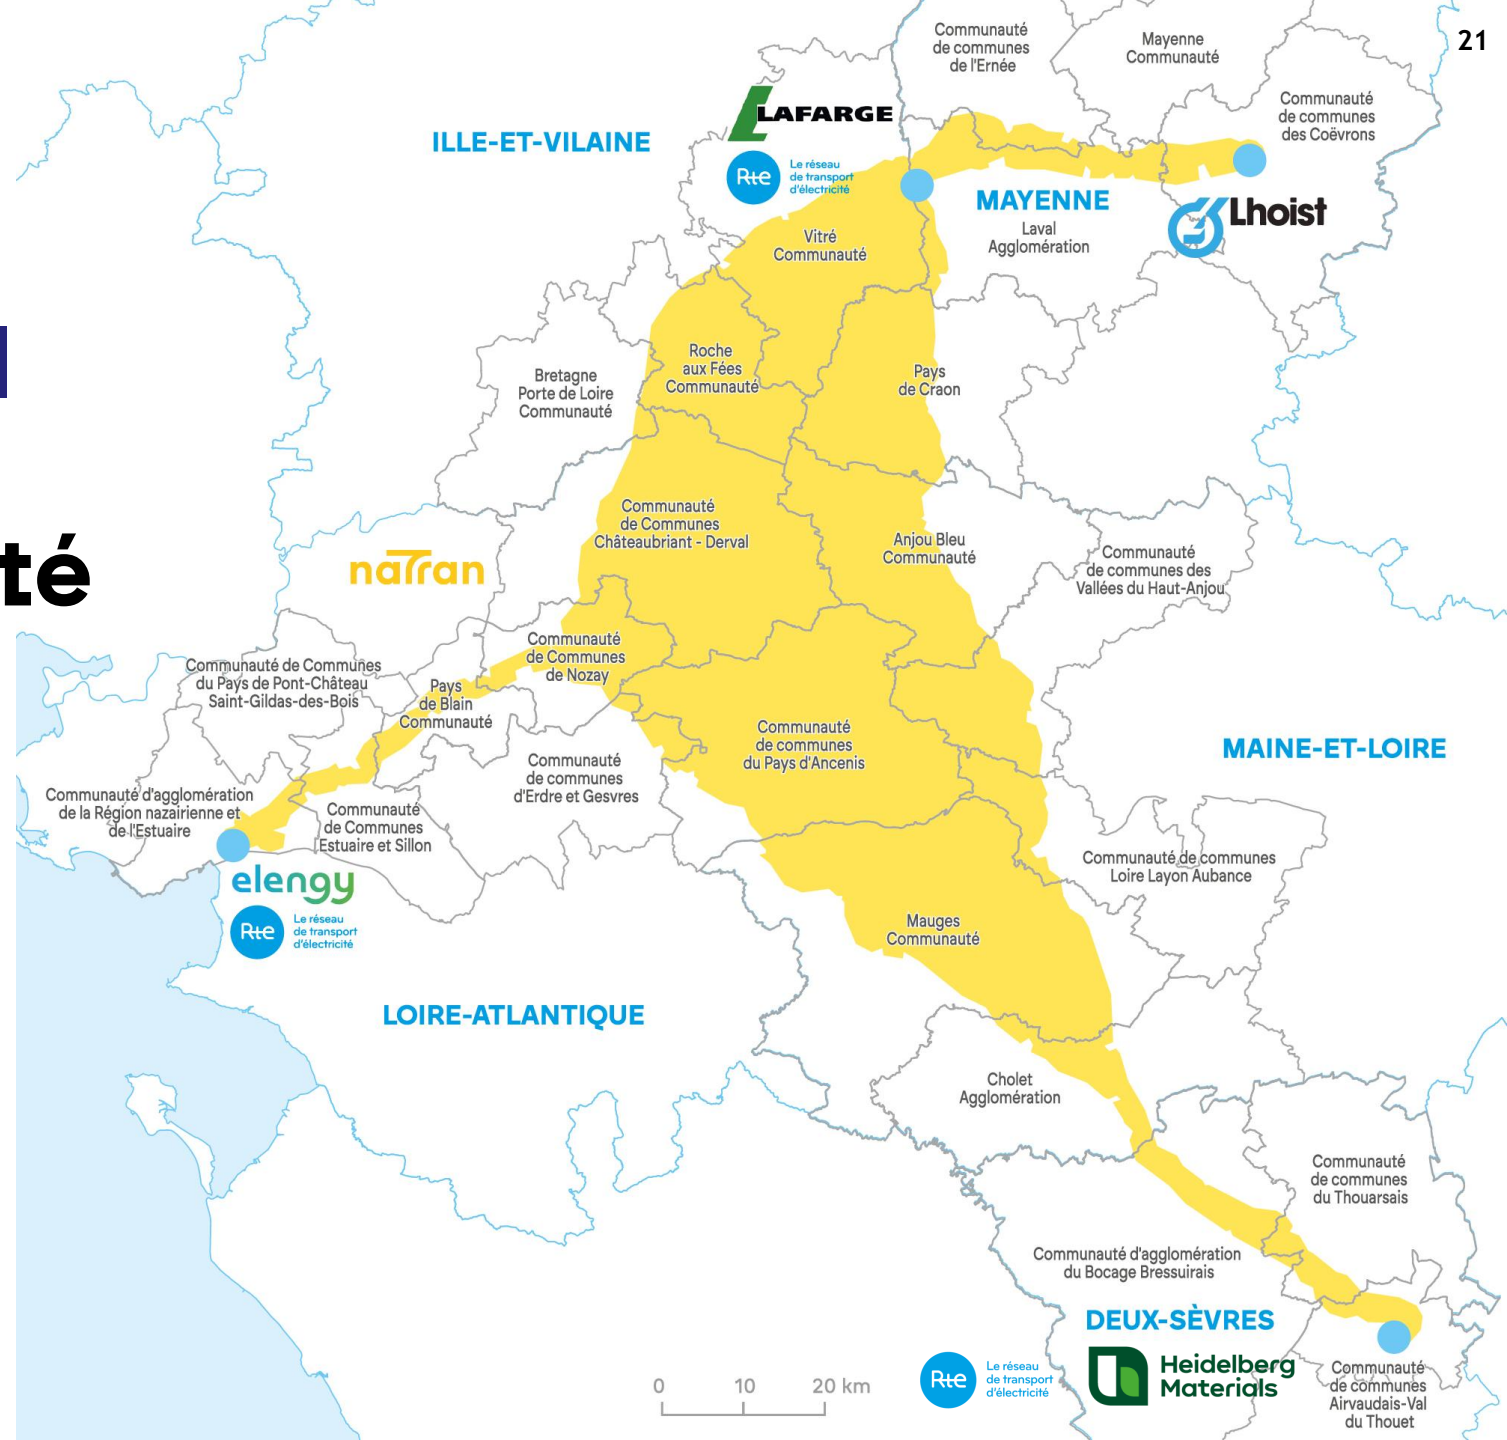 21
Communauté
de communes
de l'Ernée
Mayenne
Communauté
Communauté
de communes
des Coëvrons
LAFARGE
ILLE-ET-VILAINE
Rte
Le réseau
de transport
d'électricité
MAYENNE
Laval
Agglomération
Lhoist
Vitré
Communauté
Roche
aux Fées
Communauté
Pays
de Craon
Bretagne
Porte de Loire
Communauté
Communauté
de Communes
Châteaubriant - Derval
Anjou Bleu
Communauté
Communauté
de communes des
Vallées du Haut-Anjou
té
naTran
Communauté
de Communes
de Nozay
Communauté de Communes
du Pays de Pont-Château
Saint-Gildas-des-Bois
Pays
de Blain
Communauté
Communauté
de communes
du Pays d'Ancenis
MAINE-ET-LOIRE
Communauté
de communes
d'Erdre et Gesvres
Communauté d'agglomération
de la Région nazairienne et
de l'Estuaire
Communauté
de Communes
Estuaire et Sillon
Communauté de communes
Loire Layon Aubance
elengy
Rte
Le réseau
de transport
d'électricité
Mauges
Communauté
LOIRE-ATLANTIQUE
Cholet
Agglomération
Communauté
de communes
du Thouarsais
Communauté d'agglomération
du Bocage Bressuirais
DEUX-SÈVRES
Rte
Le réseau
de transport
d'électricité
Heidelberg
Materials
Communauté
de communes
Airvaudais-Val
du Thouet
0 10 20 km